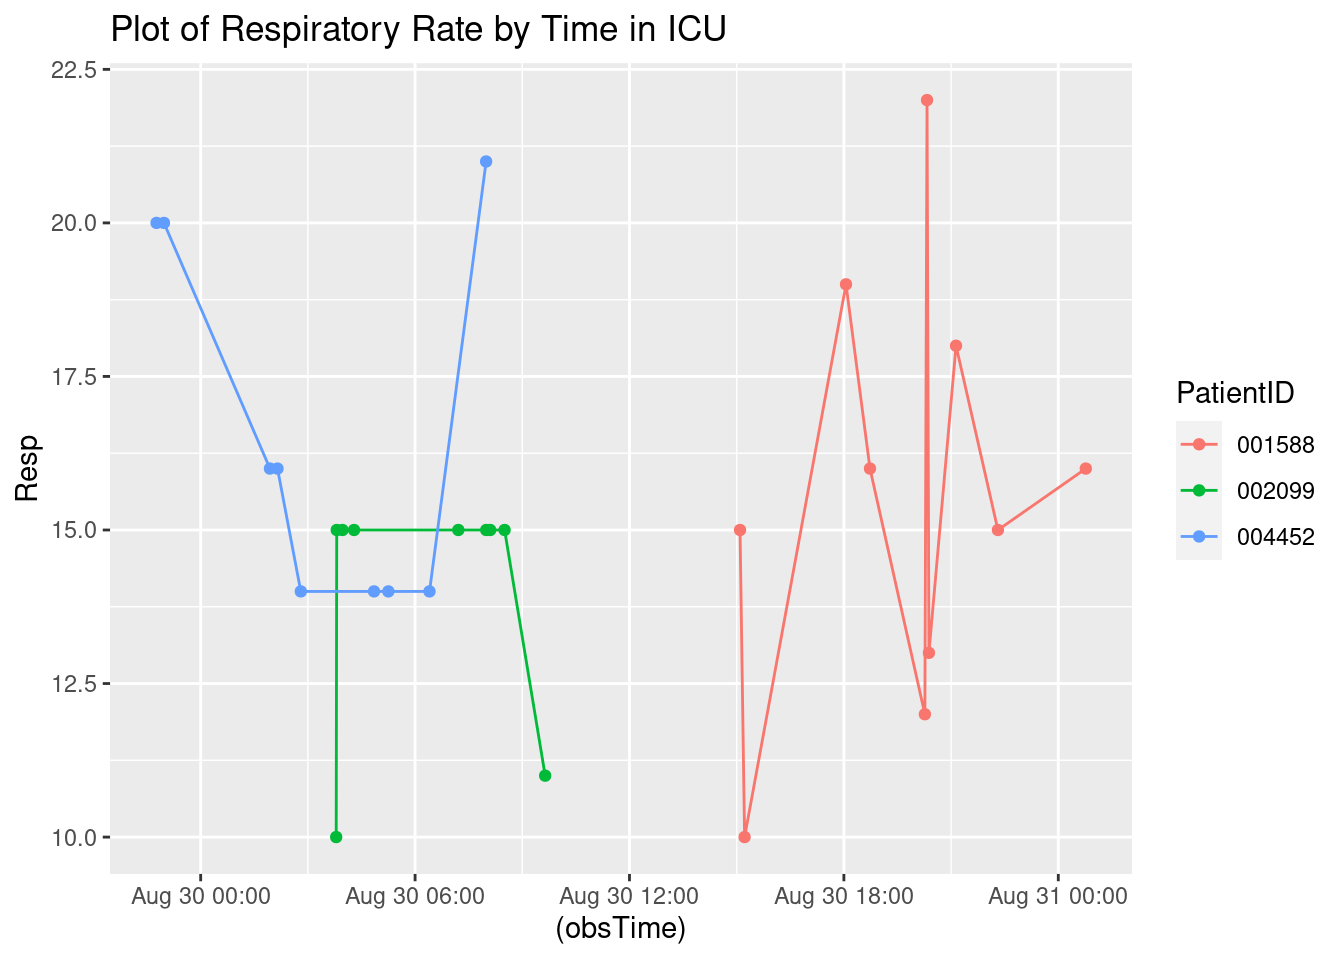 Plot of Respiratory Rate by Time in ICU
22.5
20.0
17.5
15.0
12.5
10.0
Resp
Aug 30 00:00 Aug 30 06:00 Aug 30 12:00 Aug 30 18:00 Aug 31 00:00
(obsTime)
PatientID
001588
002099
004452